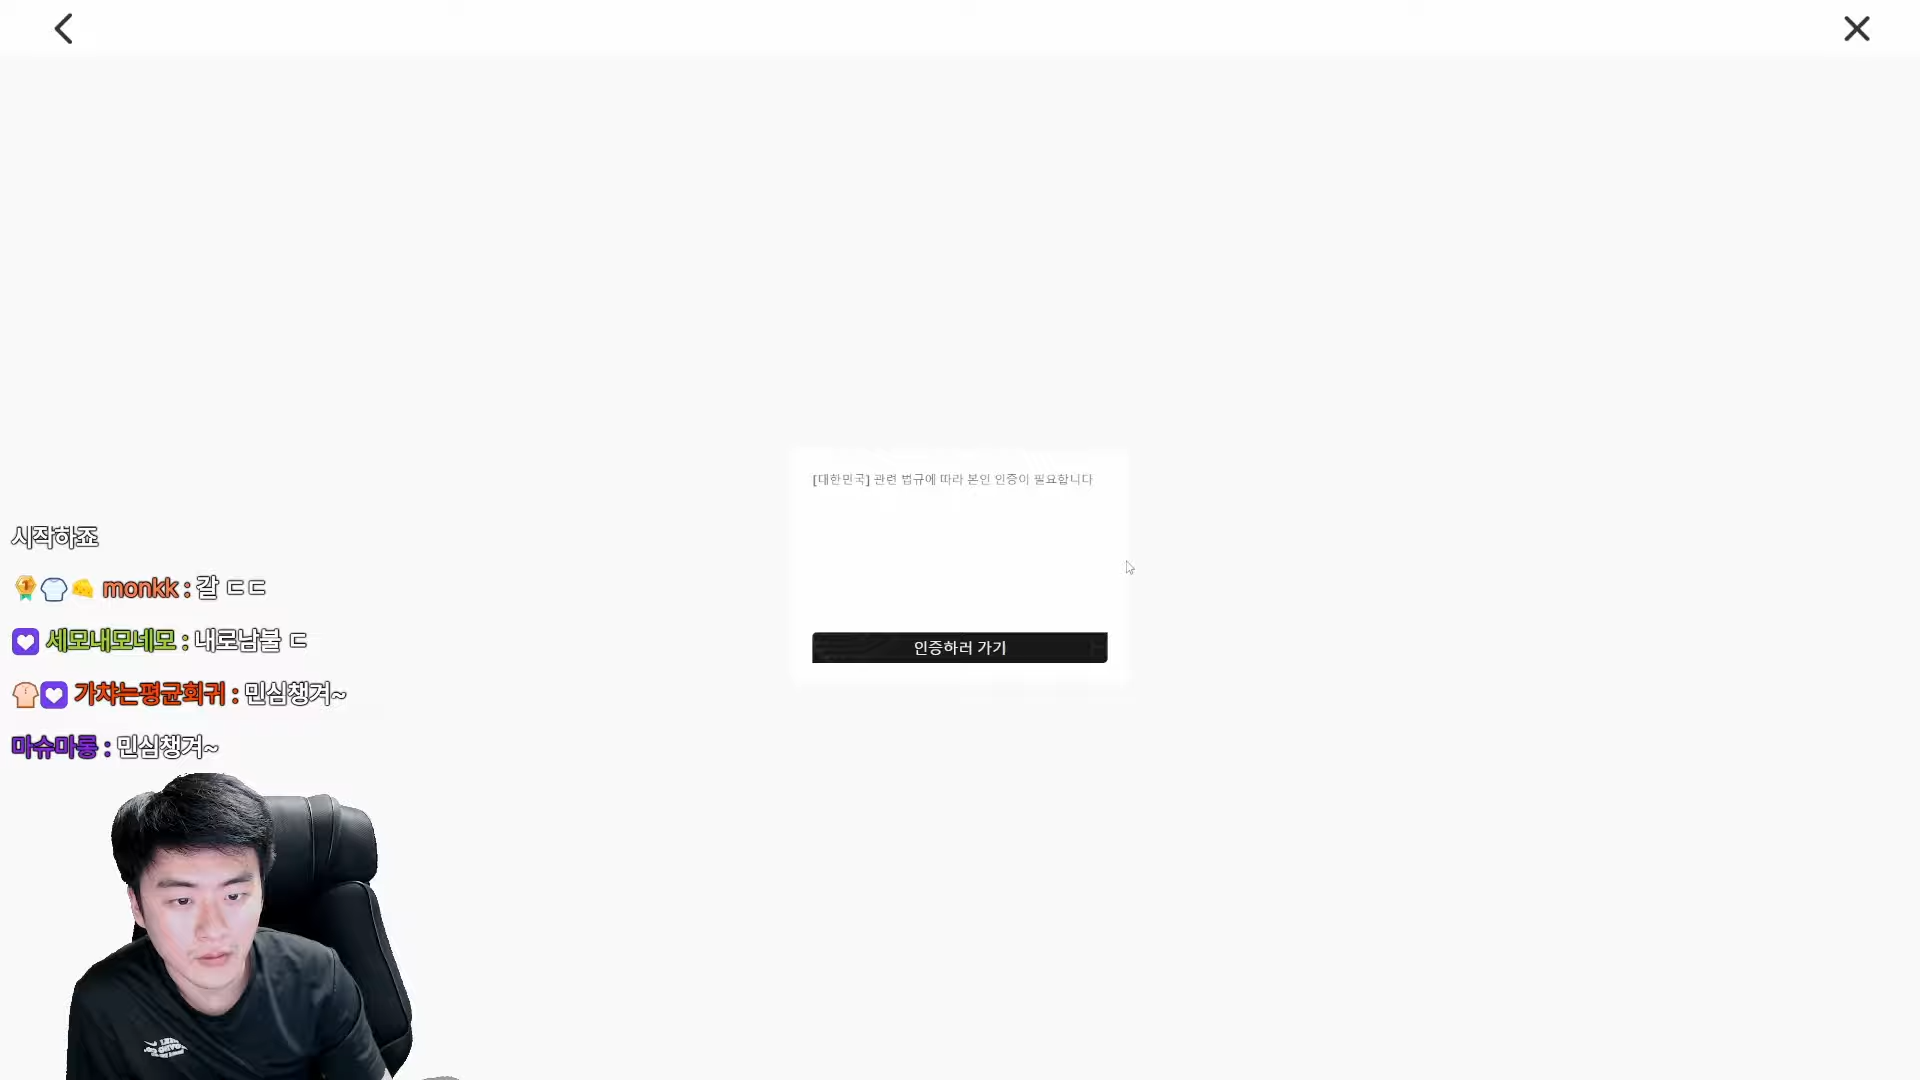 [대한민국] 관련 법규에 따라 본인 인증이 필요합니다
인증하러 가기
시작하죠
monkk : 갈 ㄷㄷ
세모내모네모 : 내로남불 ㄷ
가챠는평균회귀 : 민심챙겨~
마슈마룽 : 민심챙겨~